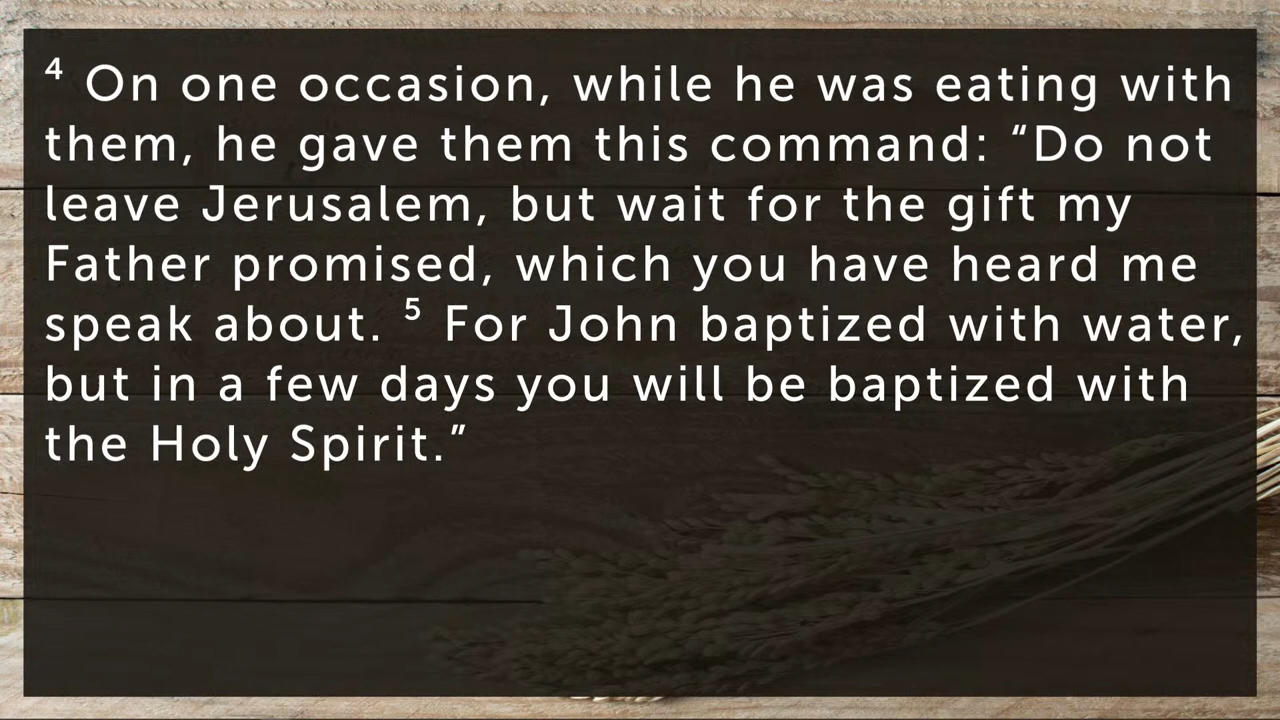 ⁴ On one occasion, while he was eating with
them, he gave them this command: “Do not
leave Jerusalem, but wait for the gift my
Father promised, which you have heard me
speak about. ⁵ For John baptized with water,
but in a few days you will be baptized with
the Holy Spirit.”